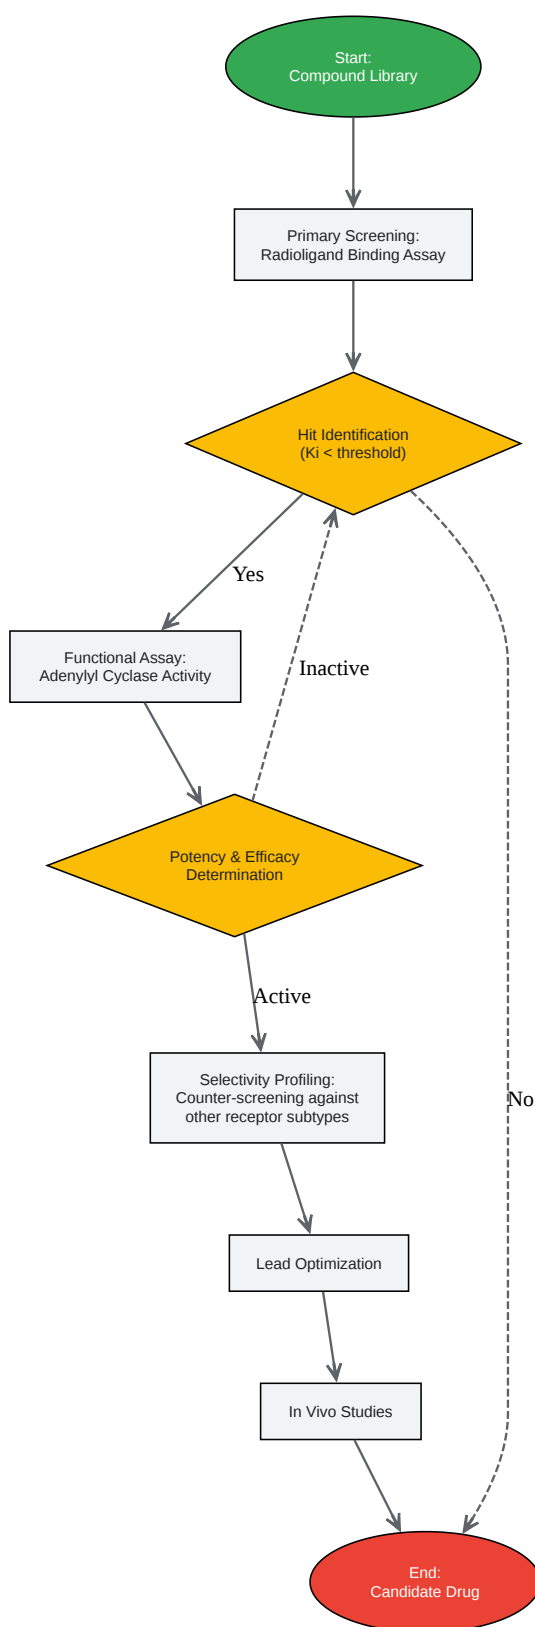 Start:
Compound Library
Primary Screening:
Radioligand Binding Assay
Hit Identification
(Ki < threshold)
Yes
Functional Assay:
Adenylyl Cyclase Activity
Inactive
Potency & Efficacy
Determination
Active
Selectivity Profiling:
Counter-screening against
other receptor subtypes
No
Lead Optimization
In Vivo Studies
End:
Candidate Drug